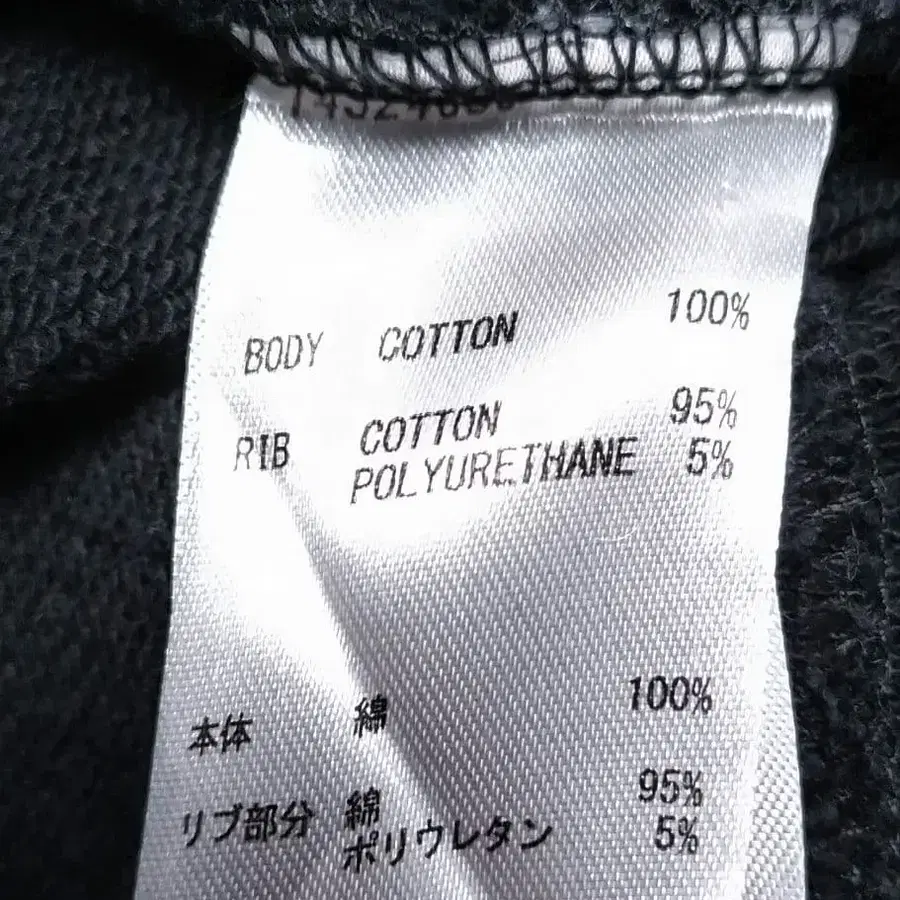 BODY COTTON 100%
RIB COTTON 95%
POLYURETHANE 5%
本体 綿 100%
リブ部分 綿 95%
ポリウレタン 5%